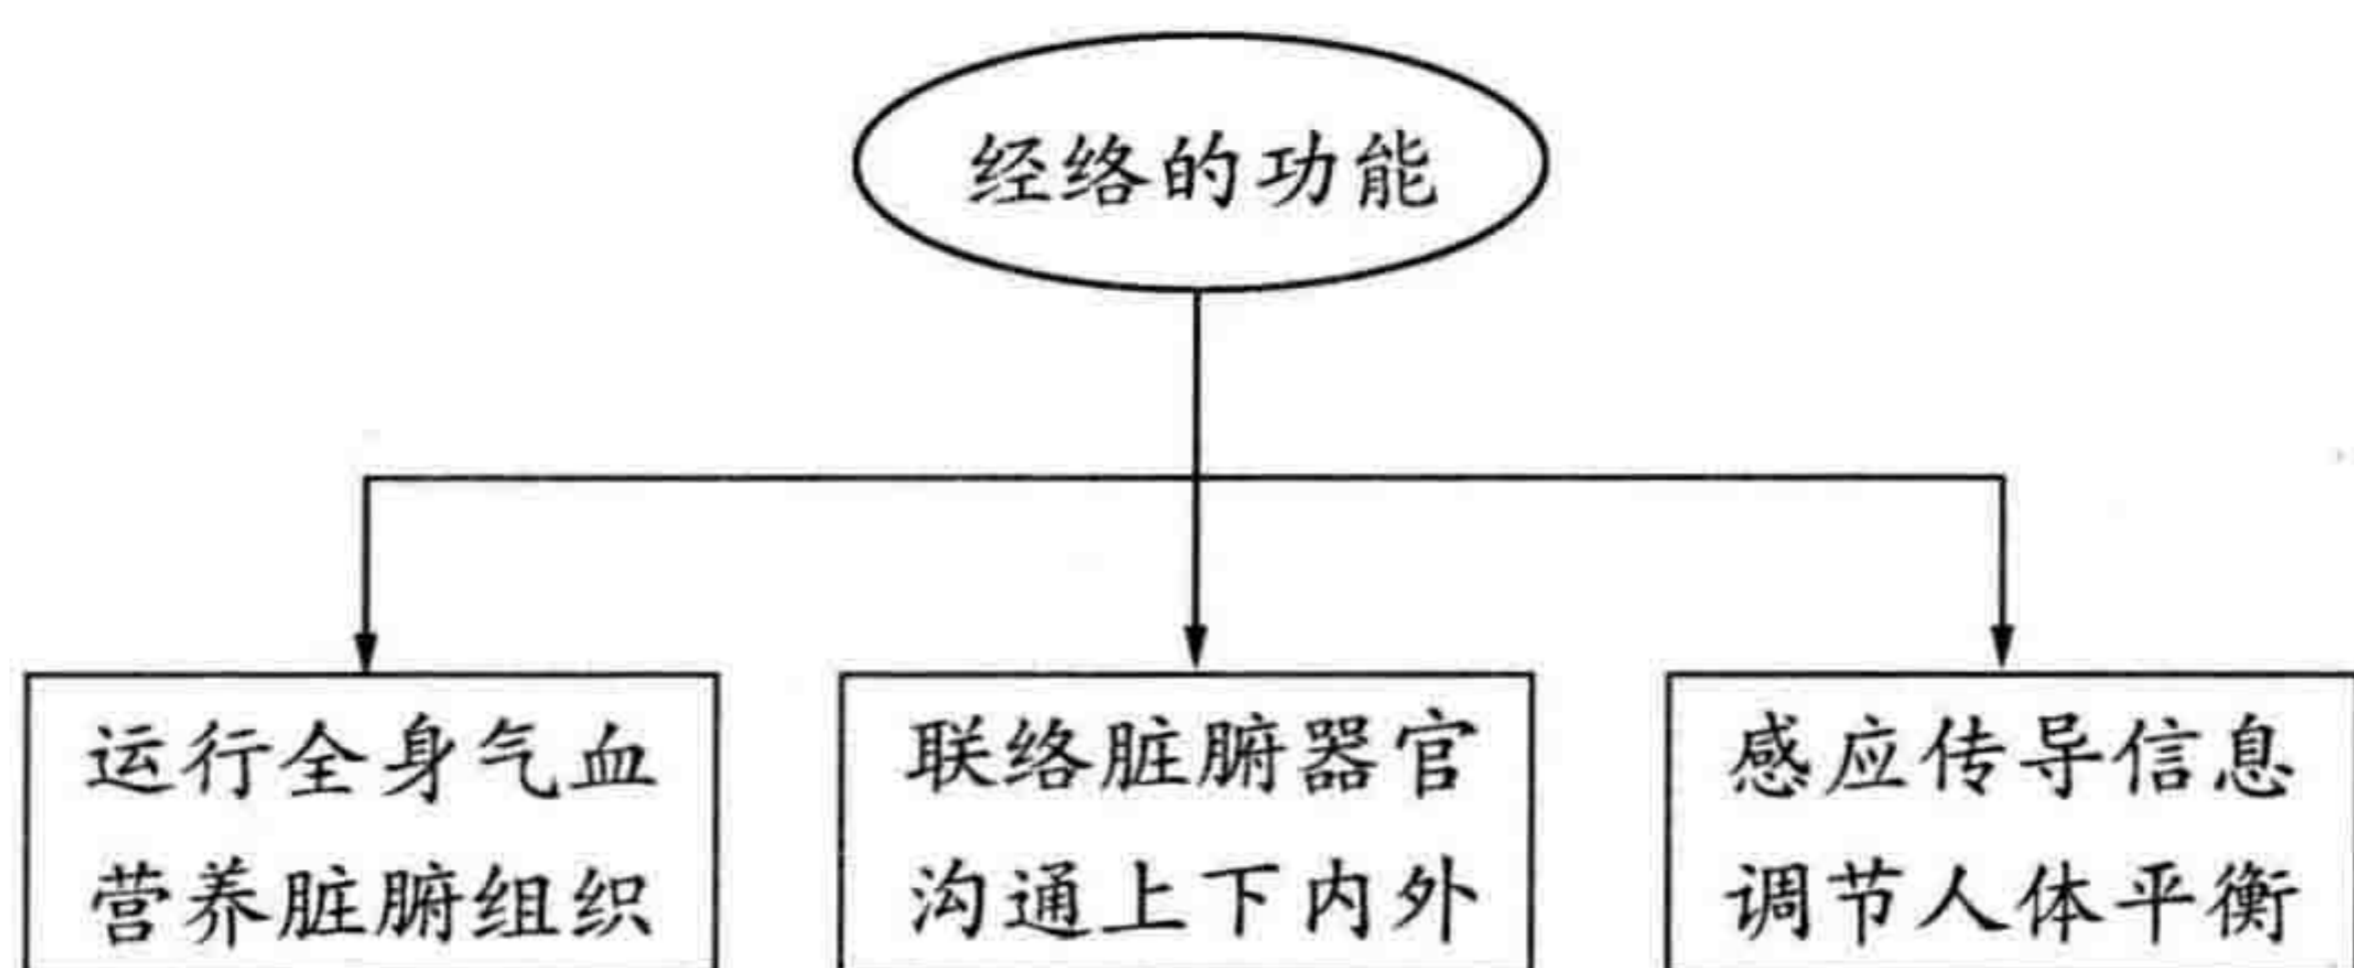 经络的功能
运行全身气血
营养脏腑组织
联络脏腑器官
沟通上下内外
感应传导信息
调节人体平衡